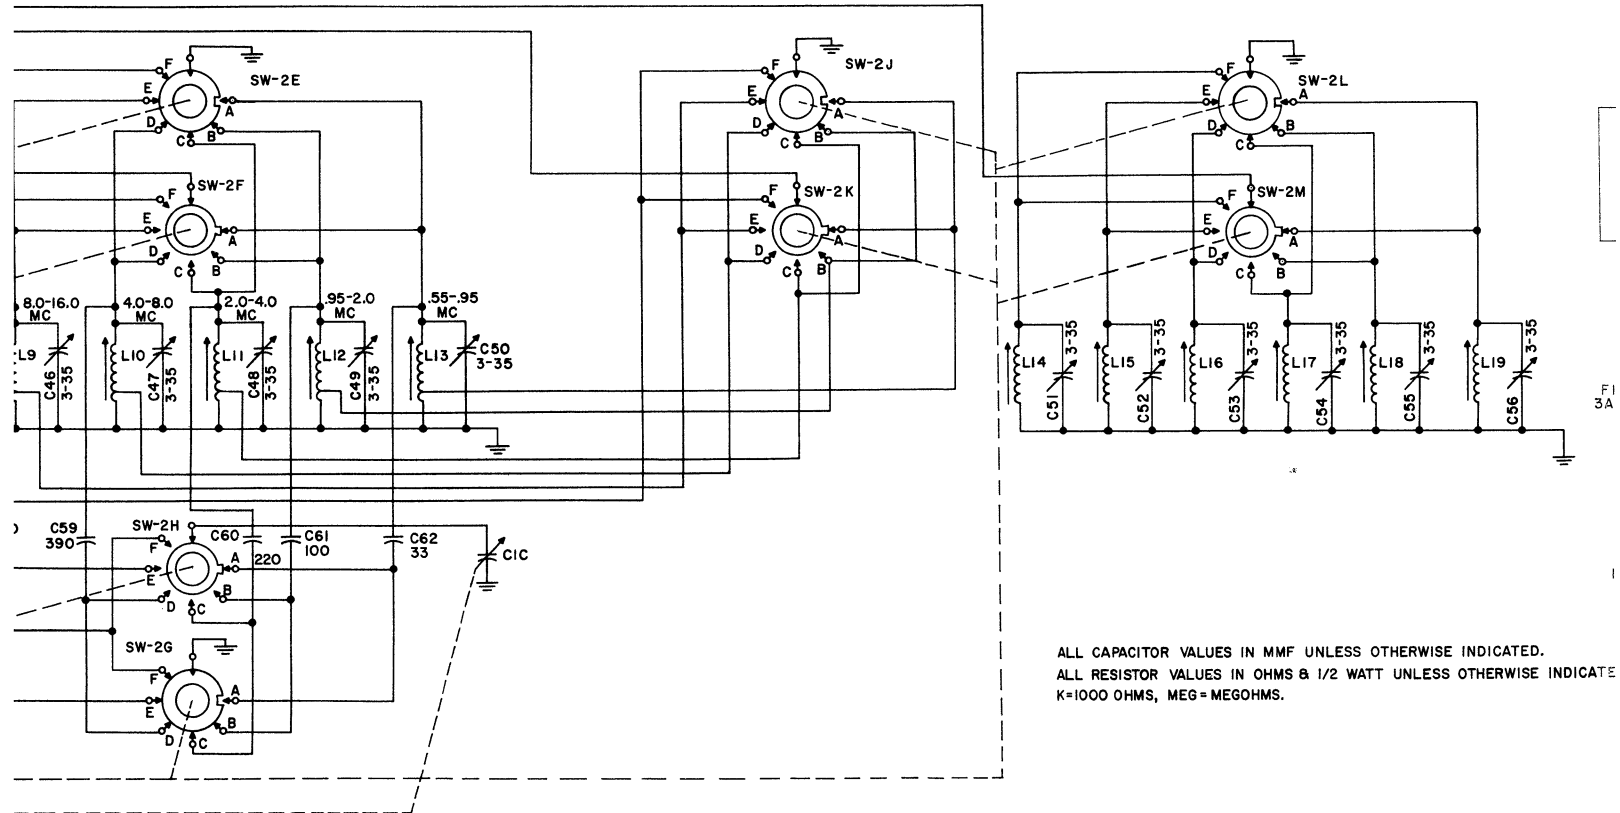 SW-2E
F
E
A
D
B
C
SW-2F
F
E
A
D
B
C
SW-2J
F
E
A
D
B
C
SW-2K
F
E
A
D
B
C
SW-2L
F
E
A
D
B
C
SW-2M
F
E
A
D
B
C
8.0-16.0
MC
4.0-8.0
MC
2.0-4.0
MC
.95-2.0
MC
.55-.95
MC
L9
C46
3-35
L10
C47
3-35
L11
C48
3-35
L12
C49
3-35
L13
C50
3-35
L14
C51
3-35
L15
C52
3-35
L16
C53
3-35
L17
C54
3-35
L18
C55
3-35
L19
C56
3-35
FI
3A
C59
390
SW-2H
F
E
A
D
B
C
C60
220
C61
100
C62
33
C1C
SW-2G
F
E
A
D
B
C
ALL CAPACITOR VALUES IN MMF UNLESS OTHERWISE INDICATED.
ALL RESISTOR VALUES IN OHMS & 1/2 WATT UNLESS OTHERWISE INDICATE
K=1000 OHMS, MEG=MEGOHMS.